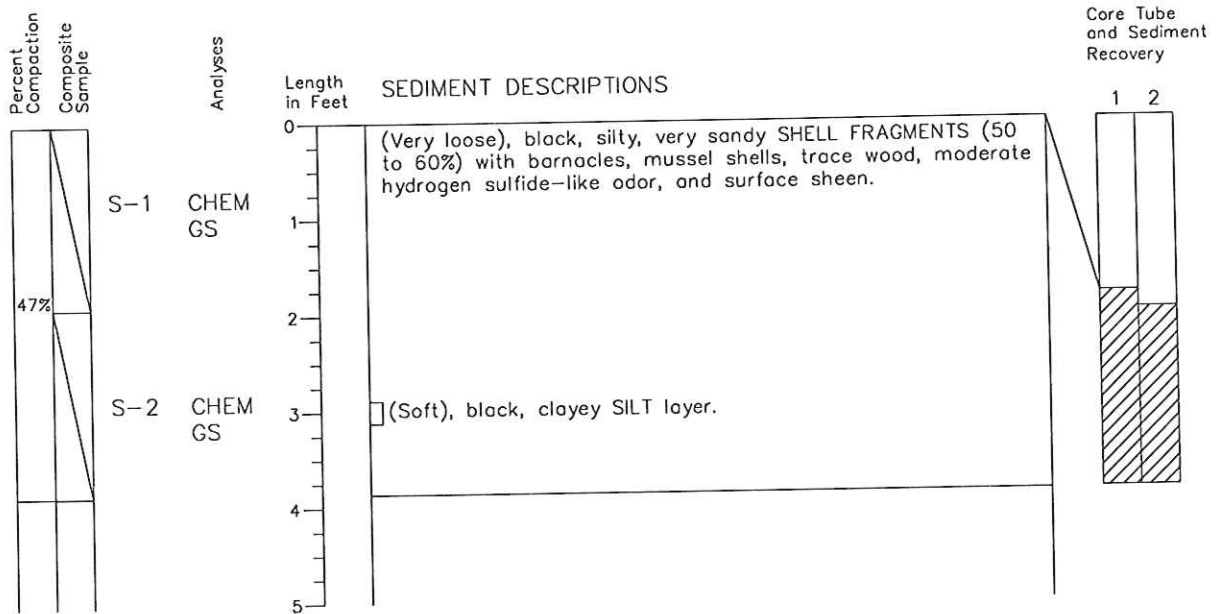 Percent
Compaction
Composite
Sample
Analyses
Length
in Feet
SEDIMENT DESCRIPTIONS
Core Tube
and Sediment
Recovery
1 2
0
(Very loose), black, silty, very sandy SHELL FRAGMENTS (50
to 60%) with barnacles, mussel shells, trace wood, moderate
hydrogen sulfide-like odor, and surface sheen.
S-1 CHEM
GS
1
47%
2
S-2 CHEM
GS
3
(Soft), black, clayey SILT layer.
4
5